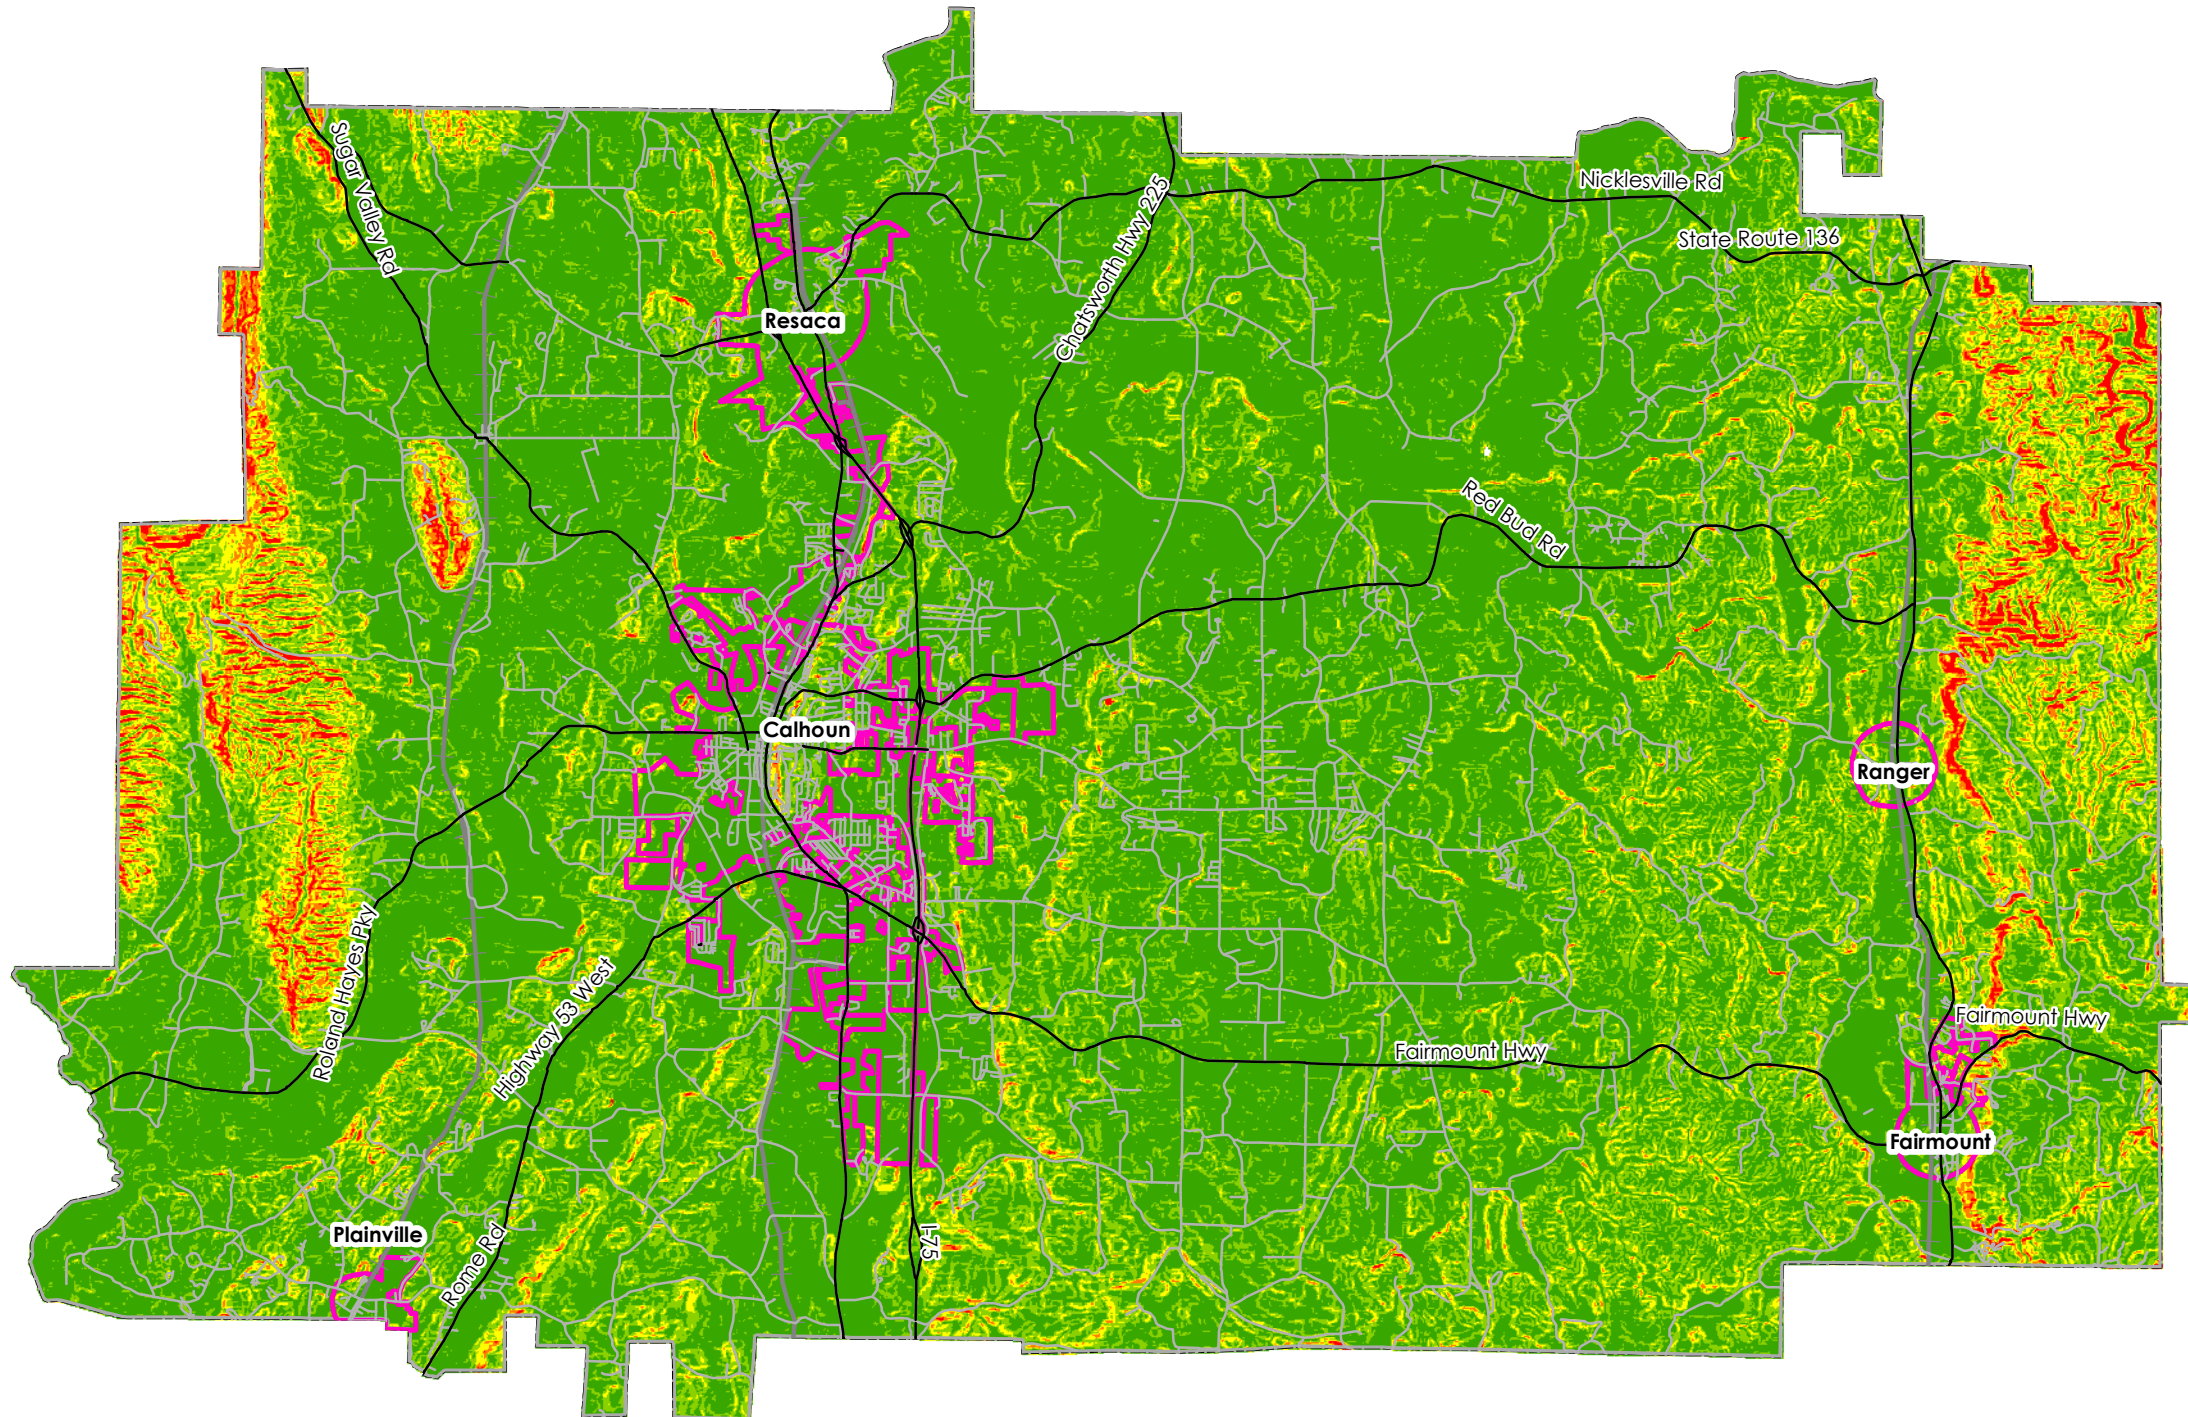 Sugar Valley Rd
Chatsworth Hwy 225
Nicklesville Rd
State Route 136
Resaca
Red Bud Rd
Calhoun
Ranger
Roland Hayes Pky
Highway 53 West
Fairmount Hwy
Fairmount Hwy
Fairmount
Plainville
Rome Rd
I-75